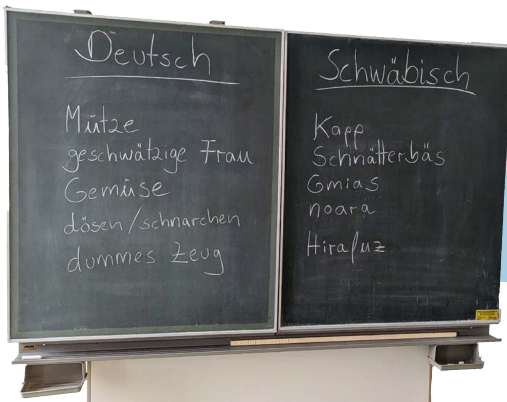 Deutsch
Mütze
geschwätzige Frau
Gemüse
dösen/schnarchen
dummes Zeug
Schwäbisch
Kapp
Schnätterbäs
Gmias
noara
Hirafuz